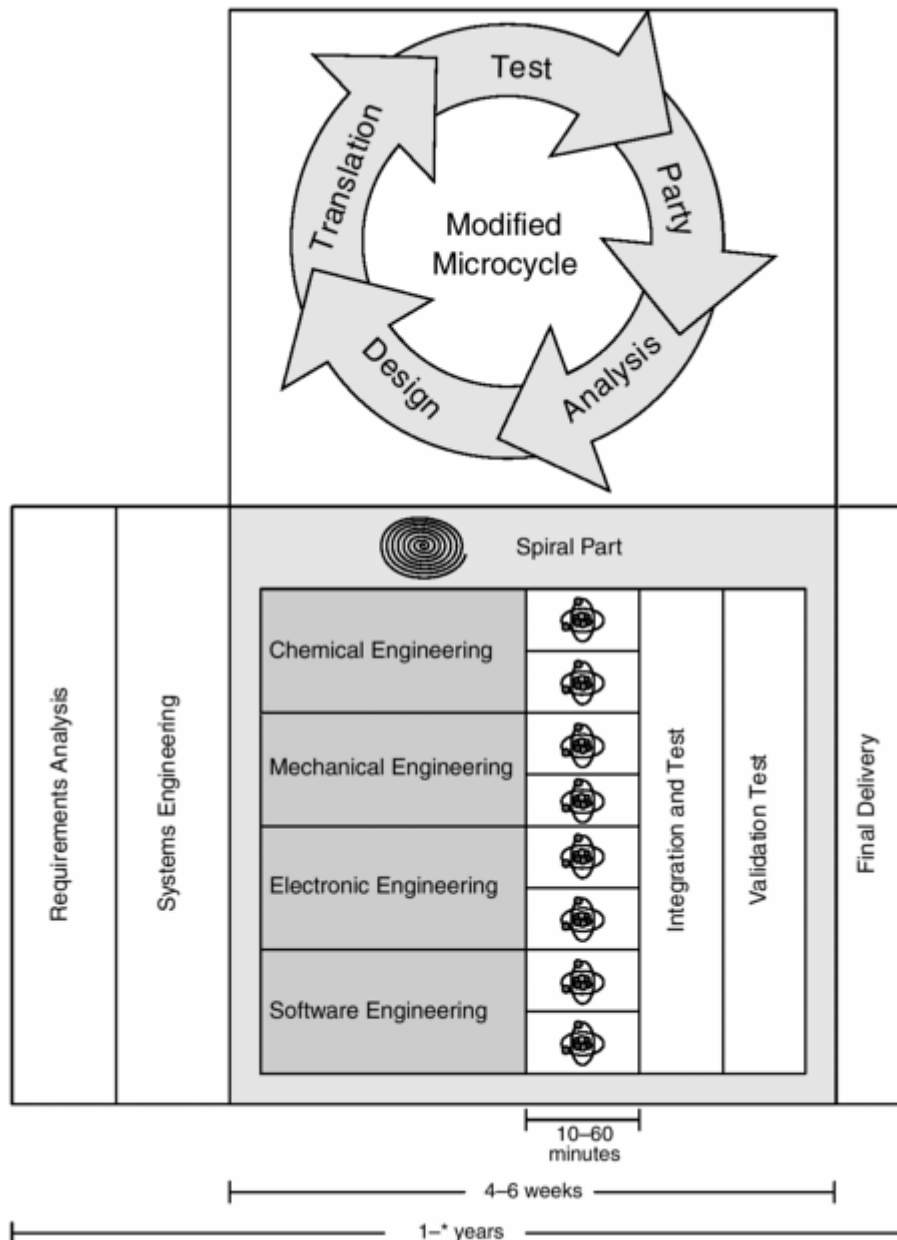 Test
Party
Analysis
Design
Translation
Modified
Microcycle
Spiral Part
Requirements Analysis
Systems Engineering
Chemical Engineering
Mechanical Engineering
Electronic Engineering
Software Engineering
Integration and Test
Validation Test
Final Delivery
10–60
minutes
4–6 weeks
1–* years